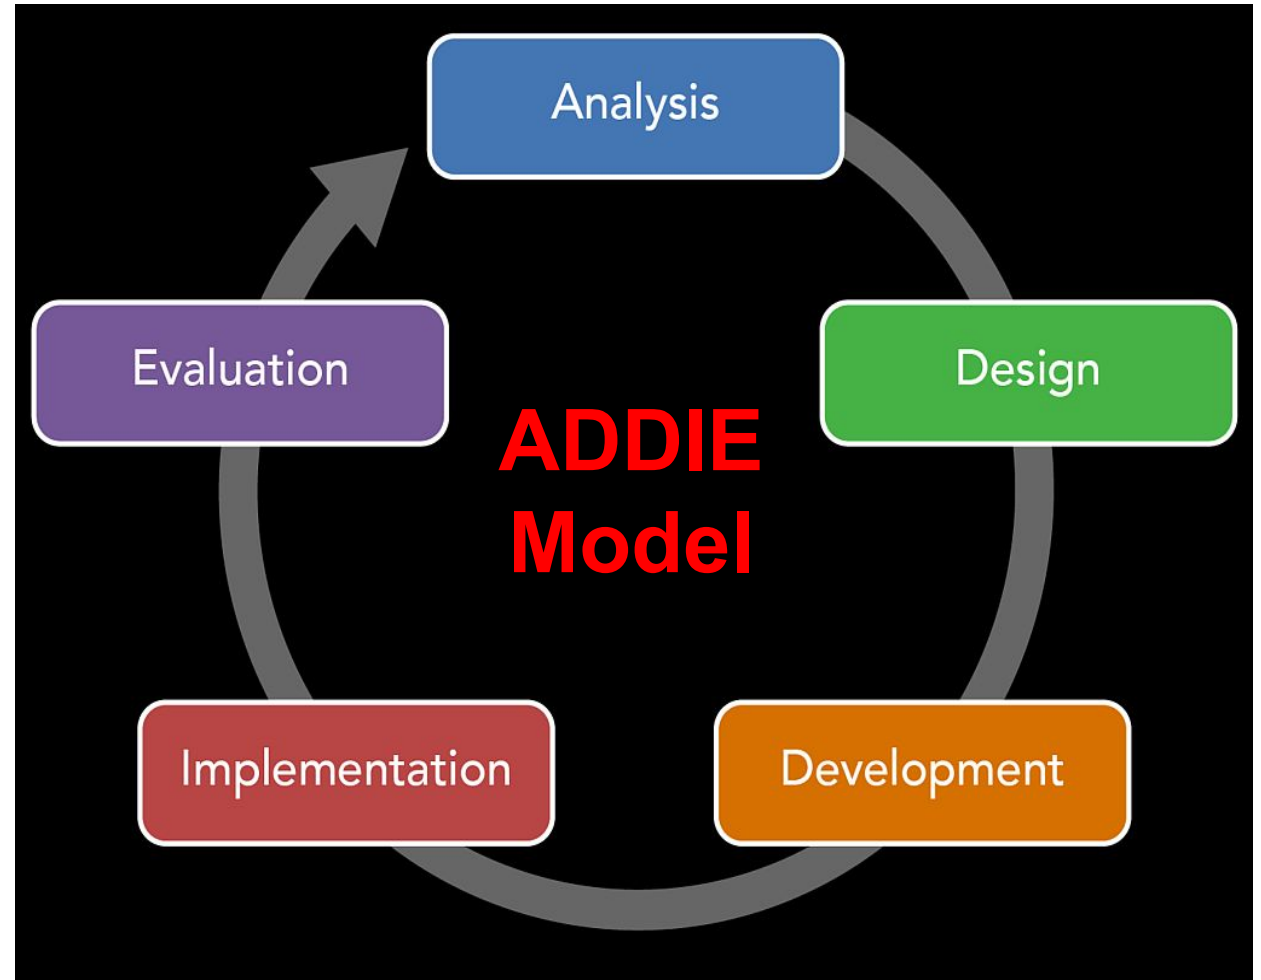 Analysis
Design
Development
Implementation
Evaluation
ADDIE
Model